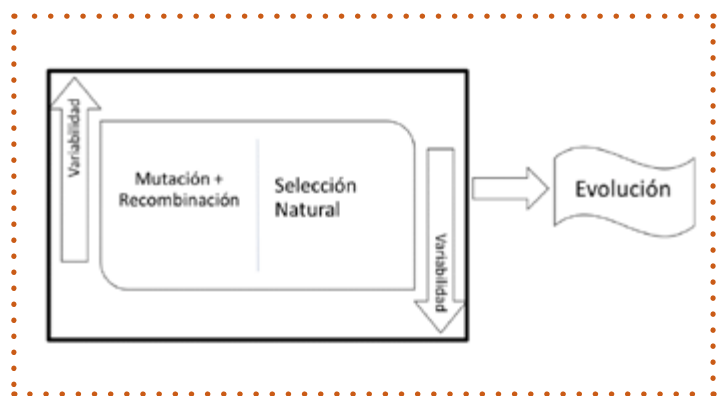 Variabilidad
Mutación +
Recombinación
Selección
Natural
Variabilidad
Evolución